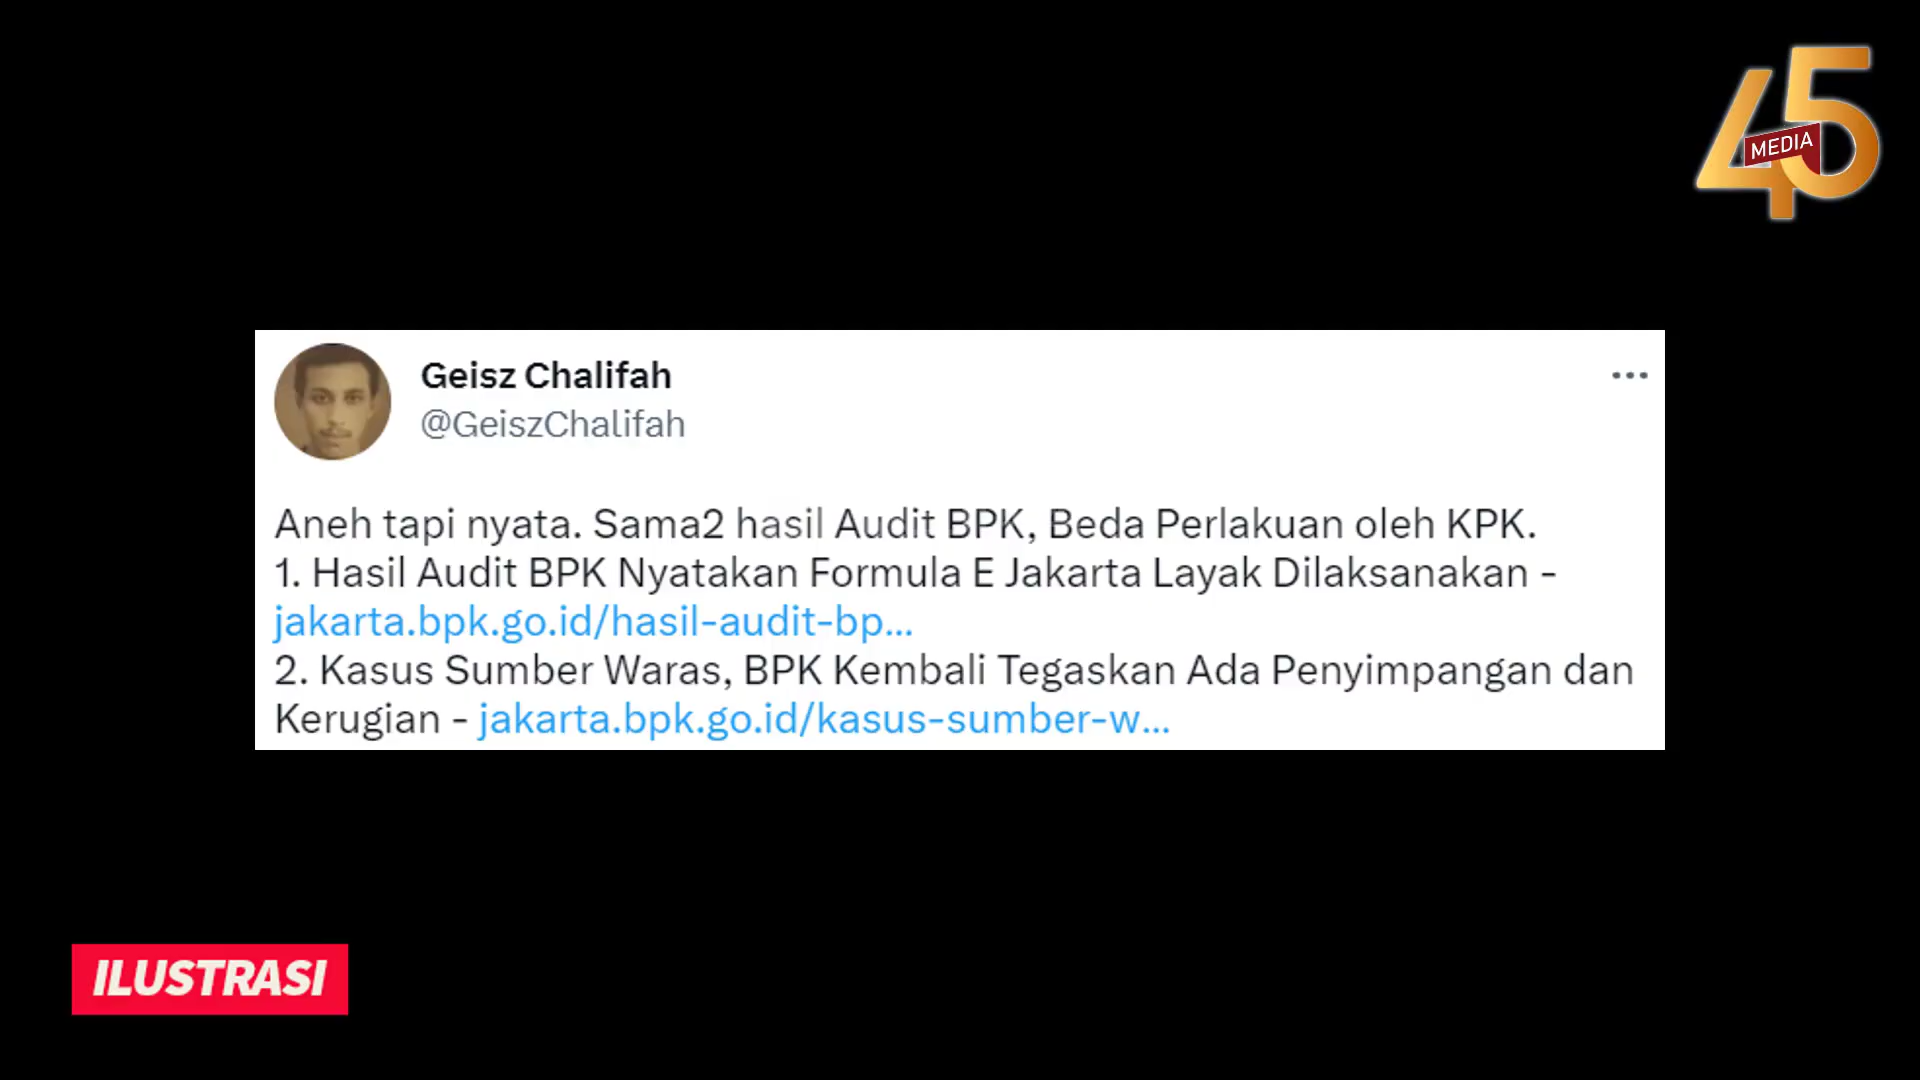 45
MEDIA
Geisz Chalifah
@GeiszChalifah
Aneh tapi nyata. Sama2 hasil Audit BPK, Beda Perlakuan oleh KPK.
1. Hasil Audit BPK Nyatakan Formula E Jakarta Layak Dilaksanakan -
jakarta.bpk.go.id/hasil-audit-bp...
2. Kasus Sumber Waras, BPK Kembali Tegaskan Ada Penyimpangan dan
Kerugian - jakarta.bpk.go.id/kasus-sumber-w...
ILUSTRASI